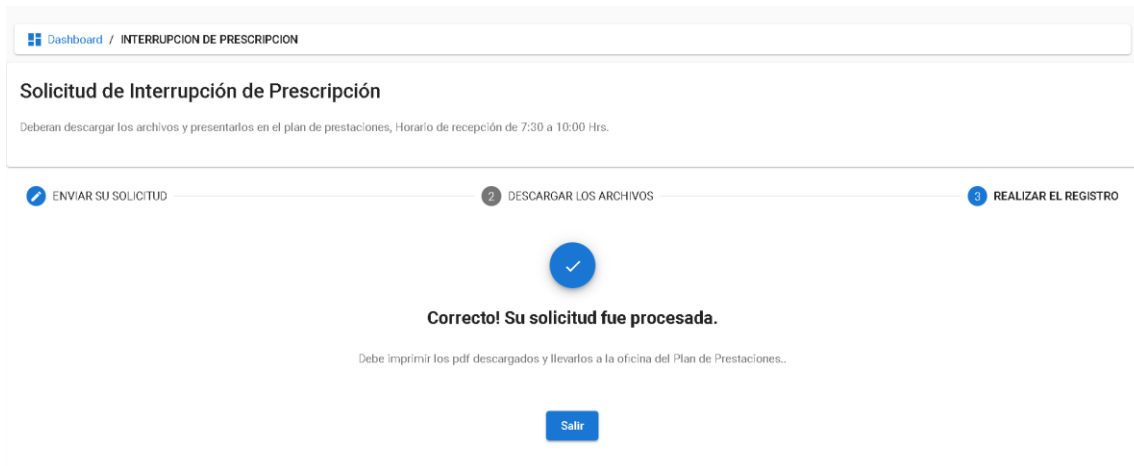 Dashboard / INTERRUPCION DE PRESCRIPCION
Solicitud de Interrupción de Prescripción
Deberan descargar los archivos y presentarlos en el plan de prestaciones, Horario de recepción de 7:30 a 10:00 Hrs.
ENVIAR SU SOLICITUD
2 DESCARGAR LOS ARCHIVOS
3 REALIZAR EL REGISTRO
Correcto! Su solicitud fue procesada.
Debe imprimir los pdf descargados y llevarlos a la oficina del Plan de Prestaciones..
Salir